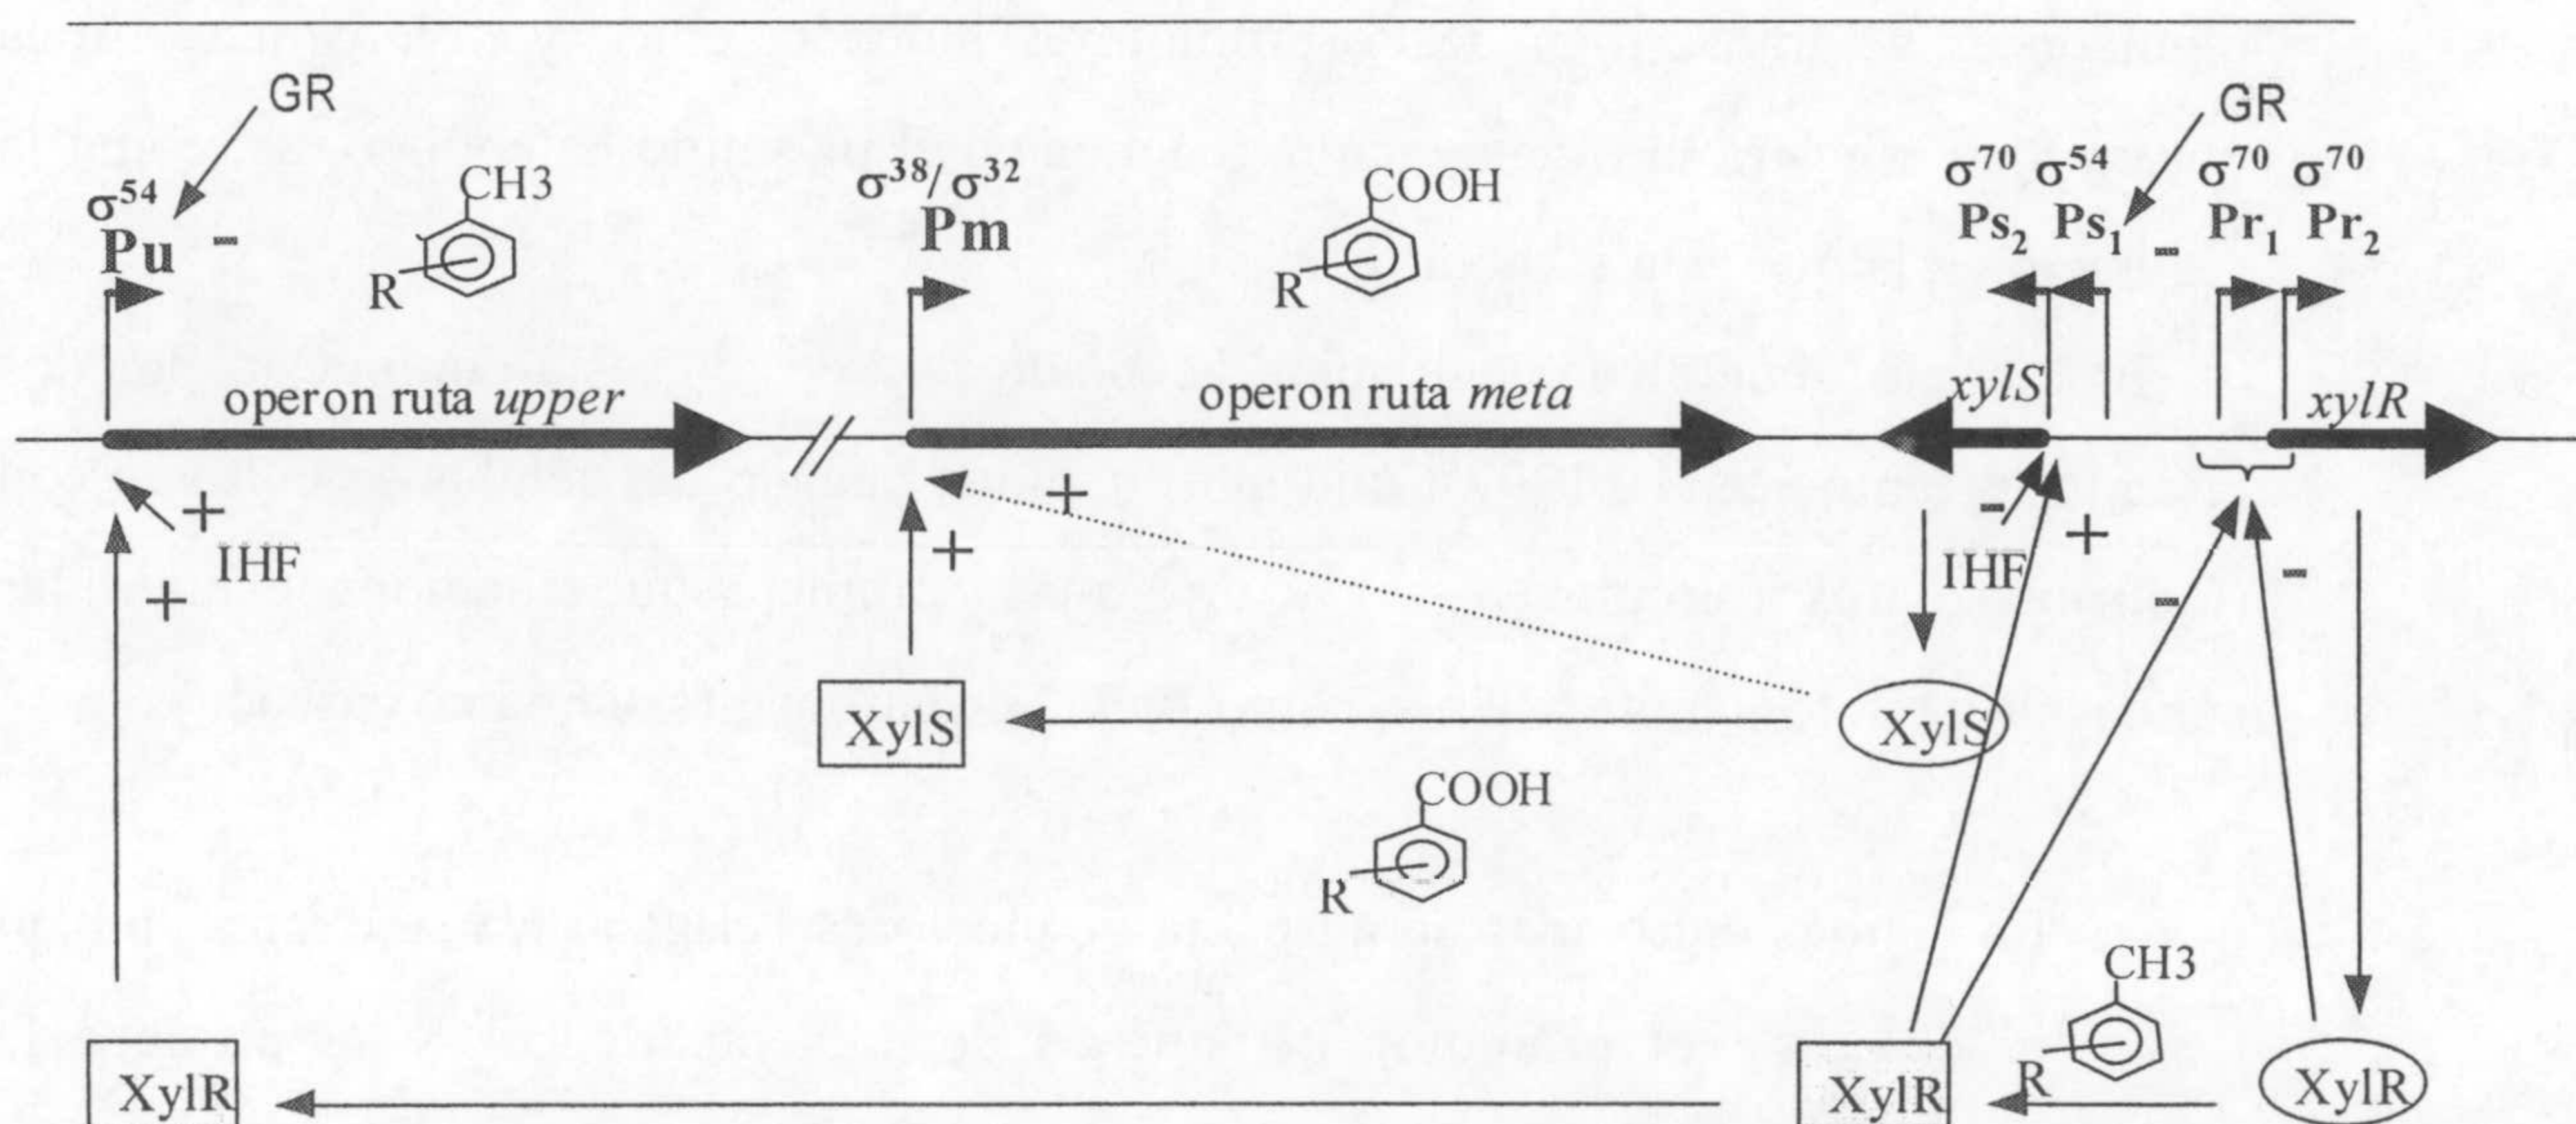 GR
GR
σ54
Pu
-
CH3
R
σ38/ σ32
Pm
COOH
R
σ70 σ54 σ70 σ70
Ps2 Ps1 - Pr1 Pr2
operon ruta upper
operon ruta meta
xylS
xylR
+
IHF
+
+
+
-
IHF
+
-
-
XylS
XylS
COOH
R
CH3
R
XylR
XylR
XylR